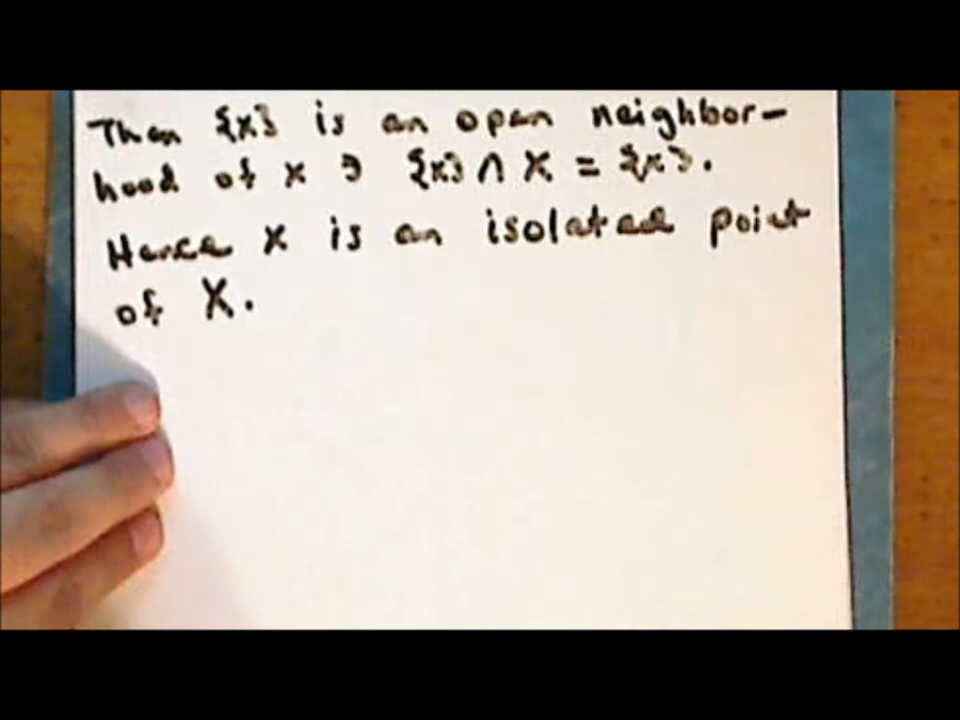 Then {x} is an open neighbor-
hood of x ∋ {x} ∩ X = {x}.
Hence x is an isolated point
of X.